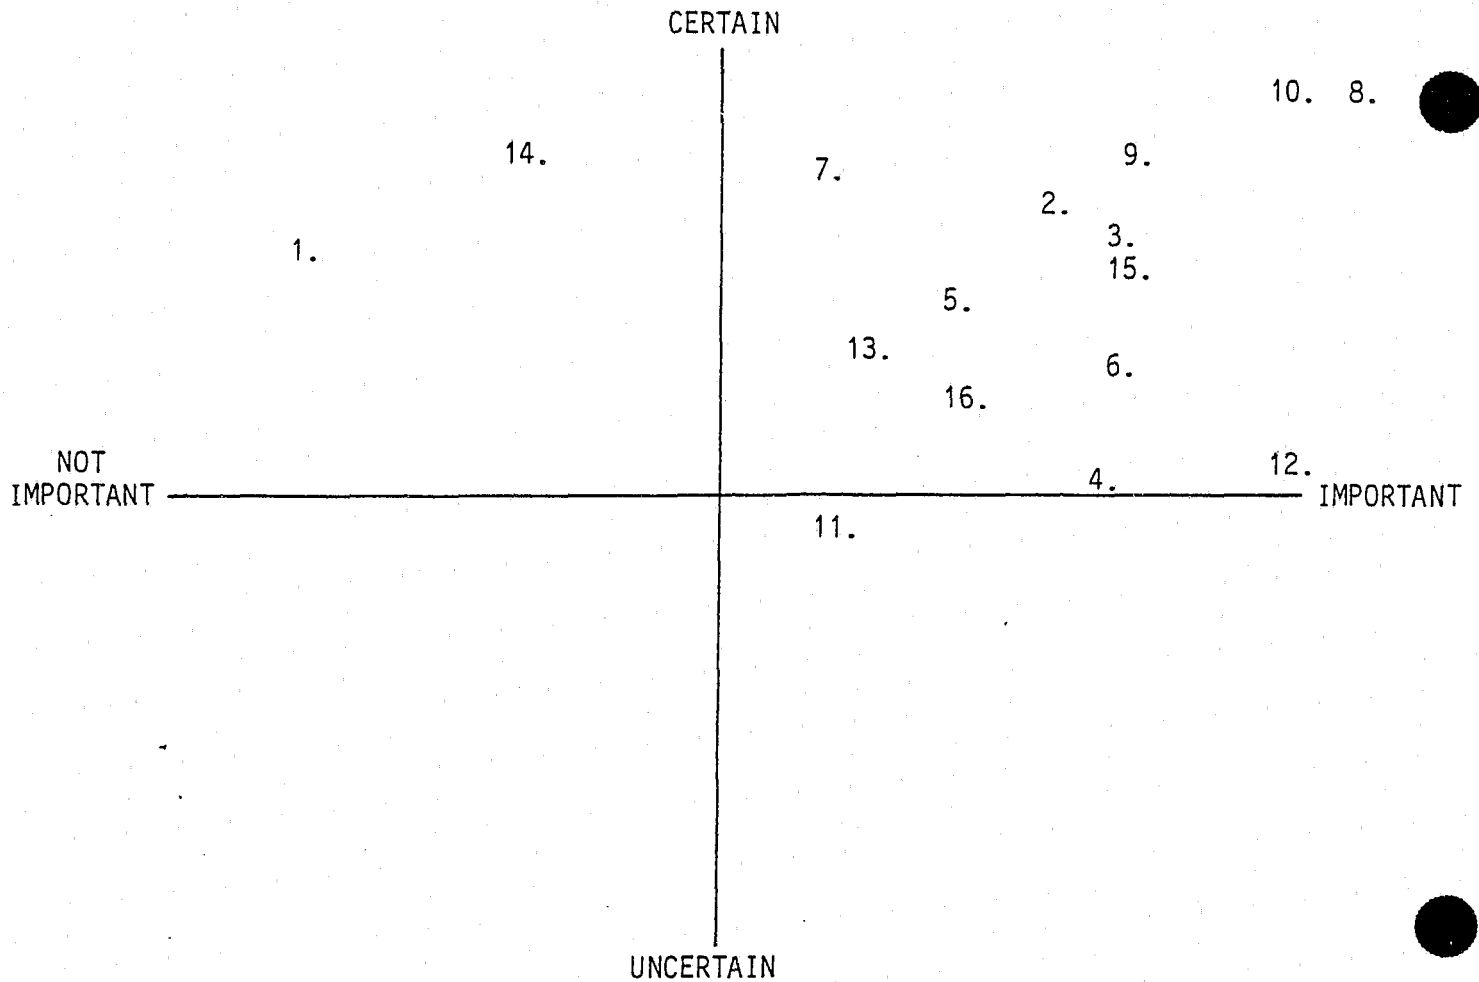 CERTAIN
10. 8.
14. 7. 9.
2.
1. 3.
15.
5.
13. 6.
16.
NOT
IMPORTANT
12.
4.
IMPORTANT
11.
UNCERTAIN